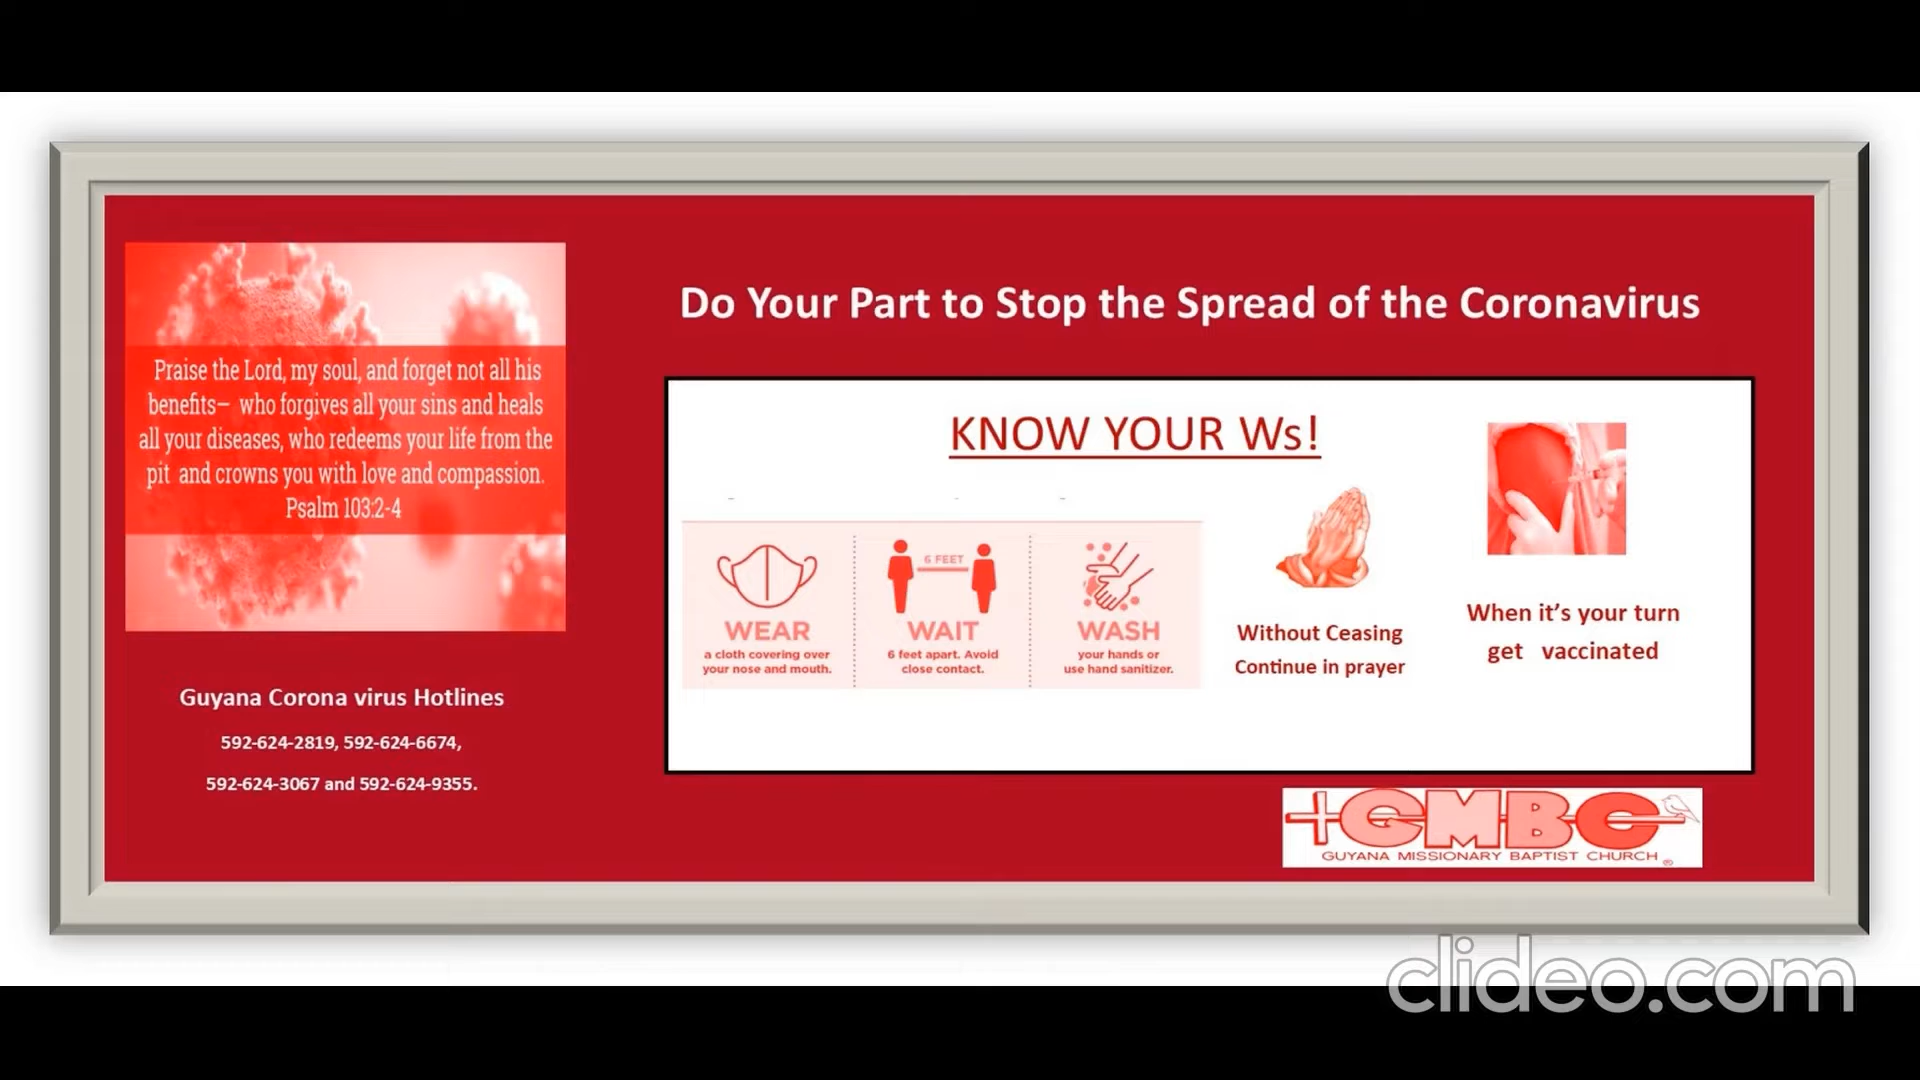 Praise the Lord, my soul, and forget not all his
benefits— who forgives all your sins and heals
all your diseases, who redeems your life from the
pit and crowns you with love and compassion.
Psalm 103:2-4
Guyana Corona virus Hotlines
592-624-2819, 592-624-6674,
592-624-3067 and 592-624-9355.
Do Your Part to Stop the Spread of the Coronavirus
KNOW YOUR Ws!
WEAR
a cloth covering over
your nose and mouth.
6 FEET
WAIT
6 feet apart. Avoid
close contact.
WASH
your hands or
use hand sanitizer.
Without Ceasing
Continue in prayer
When it's your turn
get vaccinated
GMBC
GUYANA MISSIONARY BAPTIST CHURCH ®
clideo.com